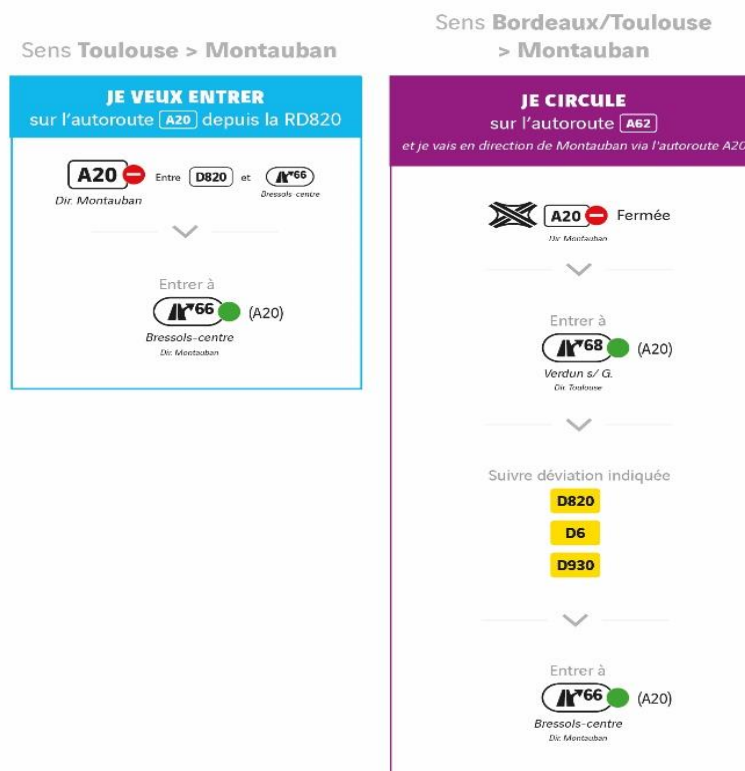 Sens Toulouse > Montauban
JE VEUX ENTRER
sur l'autoroute A20 depuis la RD820
A20 Entre D820 et 66
Dir. Montauban
Bressols-centre
Entrer à
66 (A20)
Bressols-centre
Dir. Montauban
Sens Bordeaux/Toulouse
> Montauban
JE CIRCULE
sur l'autoroute A62
et je vais en direction de Montauban via l'autoroute A20
A20 Fermée
Dir. Montauban
Entrer à
68 (A20)
Verdun s/ G.
Dir. Toulouse
Suivre déviation indiquée
D820
D6
D930
Entrer à
66 (A20)
Bressols-centre
Dir. Montauban